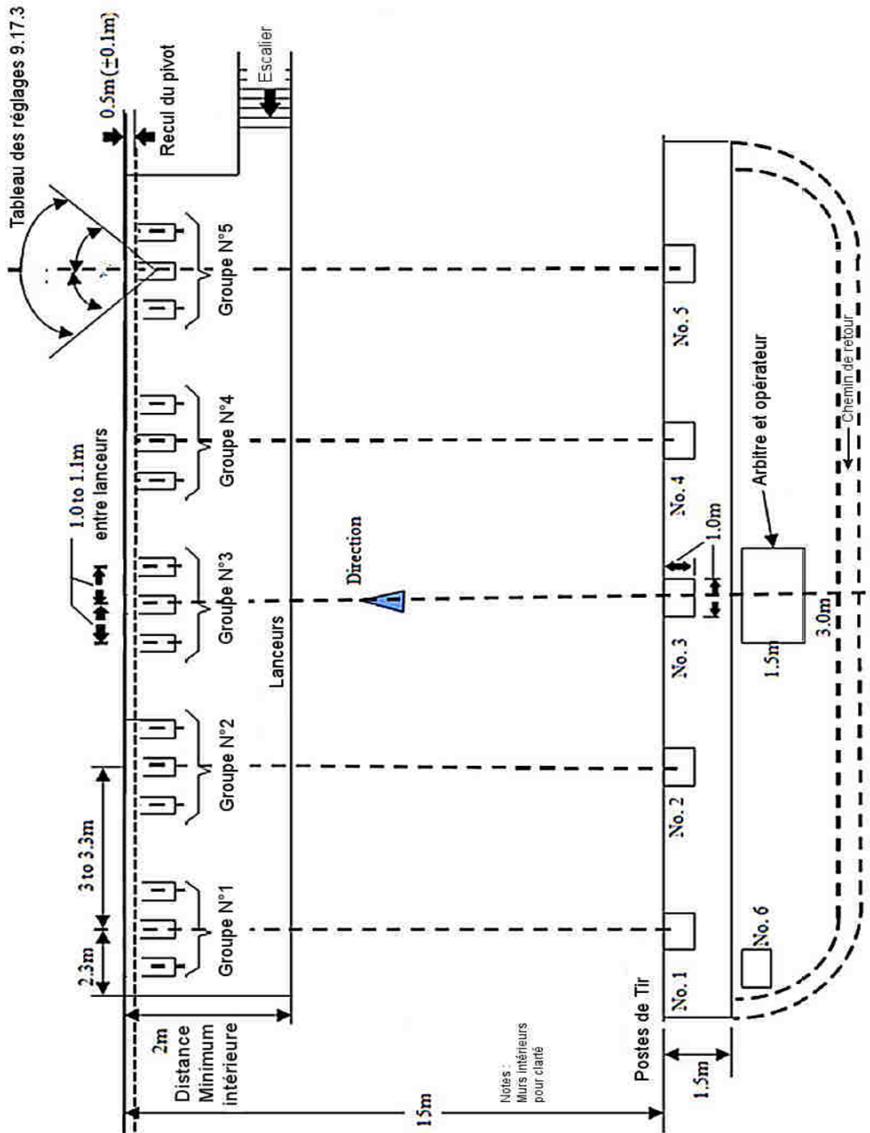 Tableau des réglages 9.17.3
0.5m (±0.1m)
Recul du pivot
Escalier
1.0 to 1.1m
entre lanceurs
3 to 3.3m
2.3m
Groupe N°1
Groupe N°2
Groupe N°3
Groupe N°4
Groupe N°5
Lanceurs
2m
Distance
Minimum
intérieure
Direction
15m
Notes :
Murs intérieurs
pour clarté
Postes de Tir
No. 1
No. 2
No. 3
No. 4
No. 5
1.0m
1.5m
No. 6
1.5m
3.0m
Arbitre et opérateur
Chemin de retour